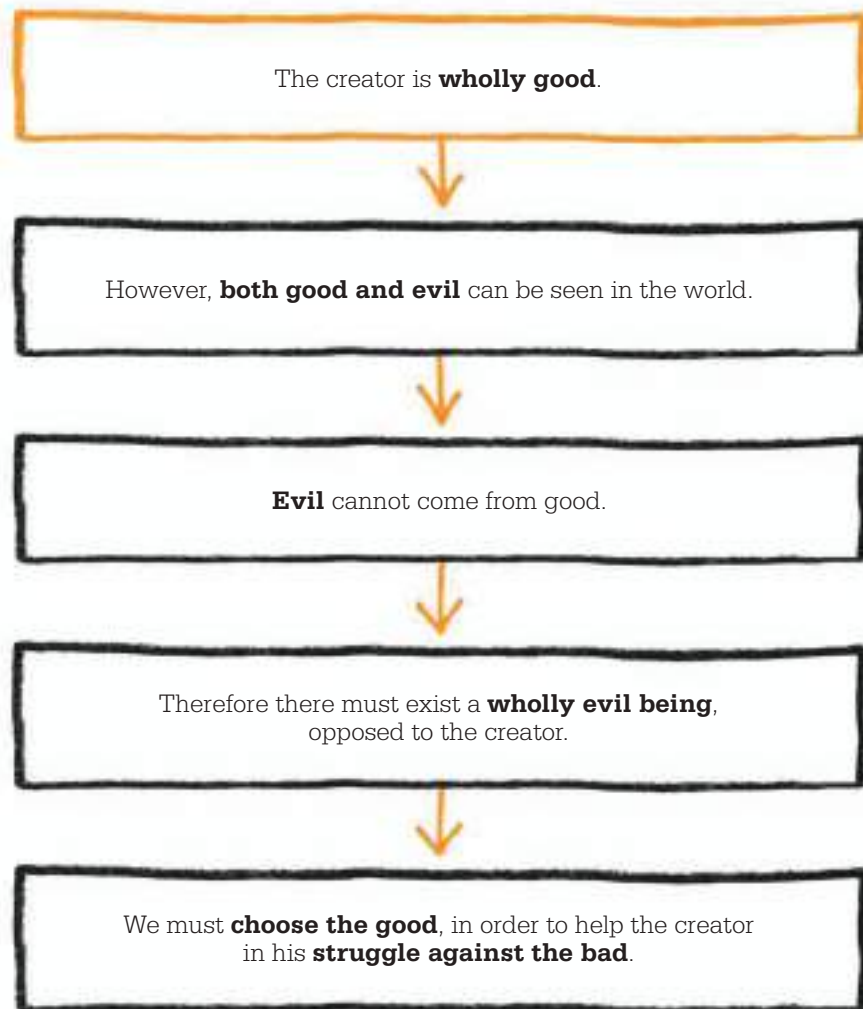 The creator is wholly good.
However, both good and evil can be seen in the world.
Evil cannot come from good.
Therefore there must exist a wholly evil being,
opposed to the creator.
We must choose the good, in order to help the creator
in his struggle against the bad.